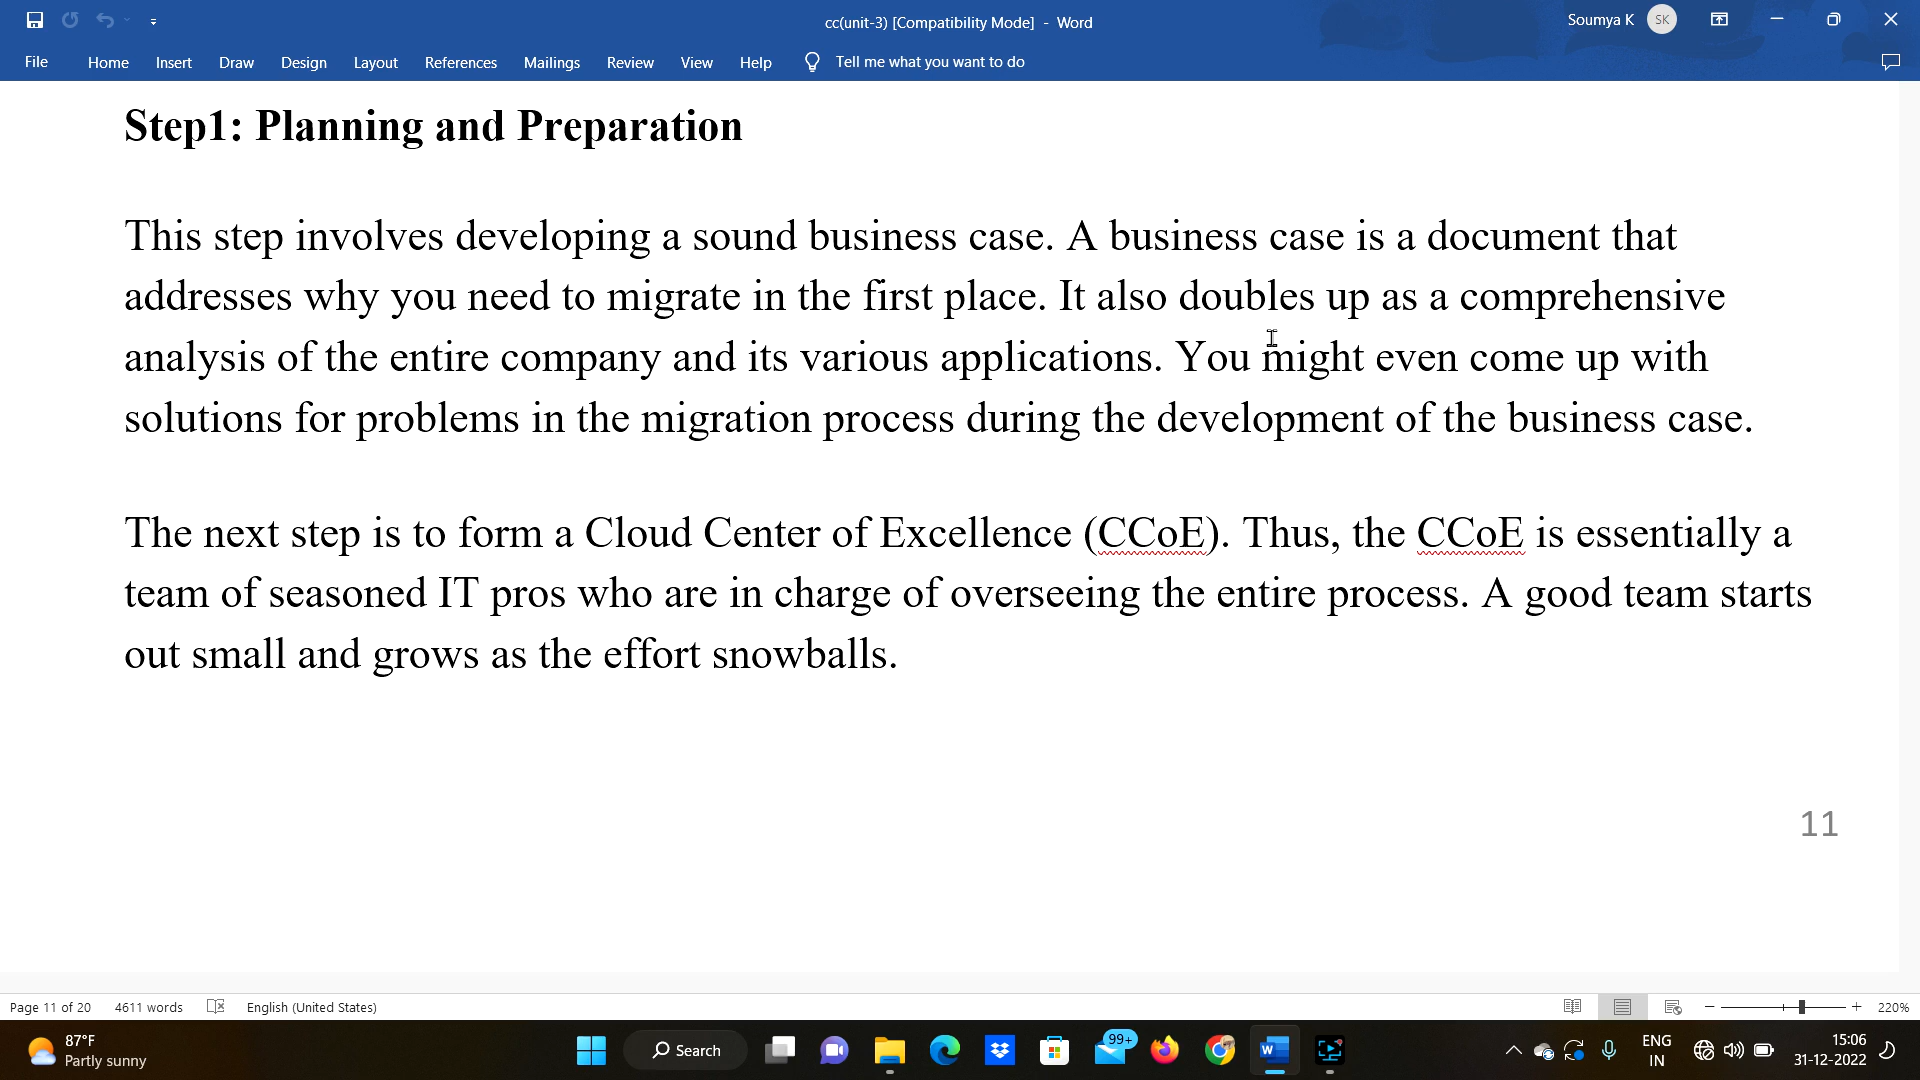 cc(unit-3) [Compatibility Mode] - Word
Soumya K
SK
File
Home
Insert
Draw
Design
Layout
References
Mailings
Review
View
Help
Tell me what you want to do
Step1: Planning and Preparation
This step involves developing a sound business case. A business case is a document that
addresses why you need to migrate in the first place. It also doubles up as a comprehensive
analysis of the entire company and its various applications. You might even come up with
solutions for problems in the migration process during the development of the business case.
The next step is to form a Cloud Center of Excellence (CCoE). Thus, the CCoE is essentially a
team of seasoned IT pros who are in charge of overseeing the entire process. A good team starts
out small and grows as the effort snowballs.
11
Page 11 of 20
4611 words
English (United States)
220%
87°F
Partly sunny
Search
99+
W
ENG
IN
15:06
31-12-2022